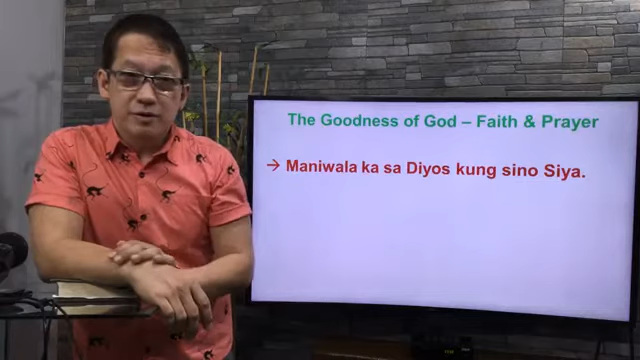 The Goodness of God – Faith & Prayer
→ Maniwala ka sa Diyos kung sino Siya.